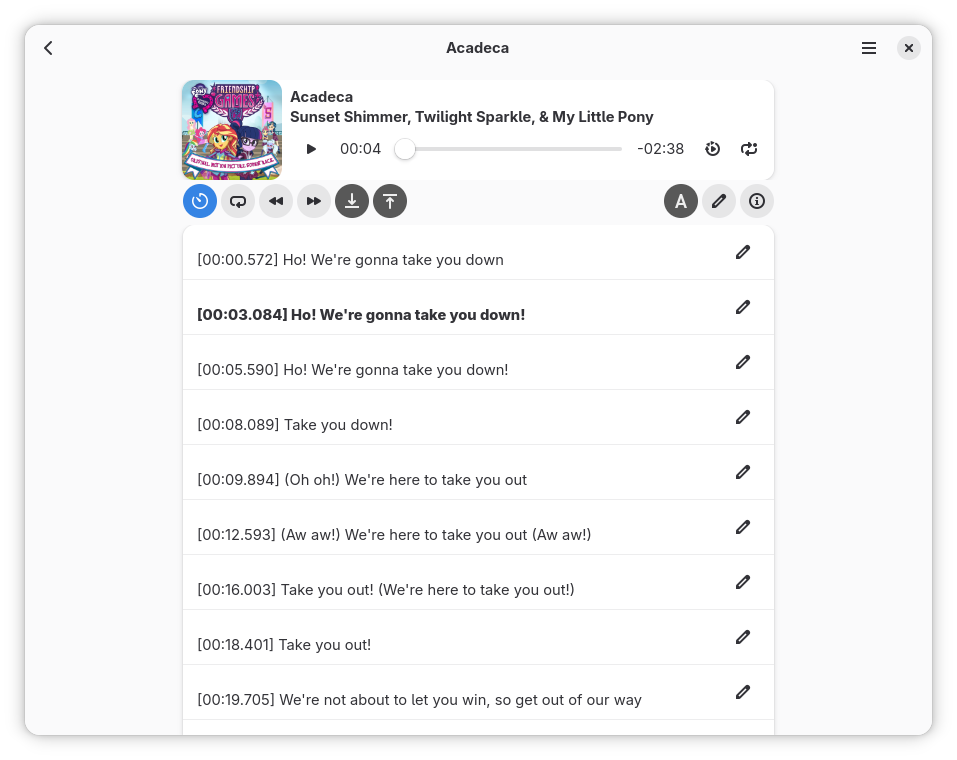 Acadeca
FRIENDSHIP
GAMES
Acadeca
Sunset Shimmer, Twilight Sparkle, & My Little Pony
00:04
-02:38
A
[00:00.572] Ho! We're gonna take you down
[00:03.084] Ho! We're gonna take you down!
[00:05.590] Ho! We're gonna take you down!
[00:08.089] Take you down!
[00:09.894] (Oh oh!) We're here to take you out
[00:12.593] (Aw aw!) We're here to take you out (Aw aw!)
[00:16.003] Take you out! (We're here to take you out!)
[00:18.401] Take you out!
[00:19.705] We're not about to let you win, so get out of our way